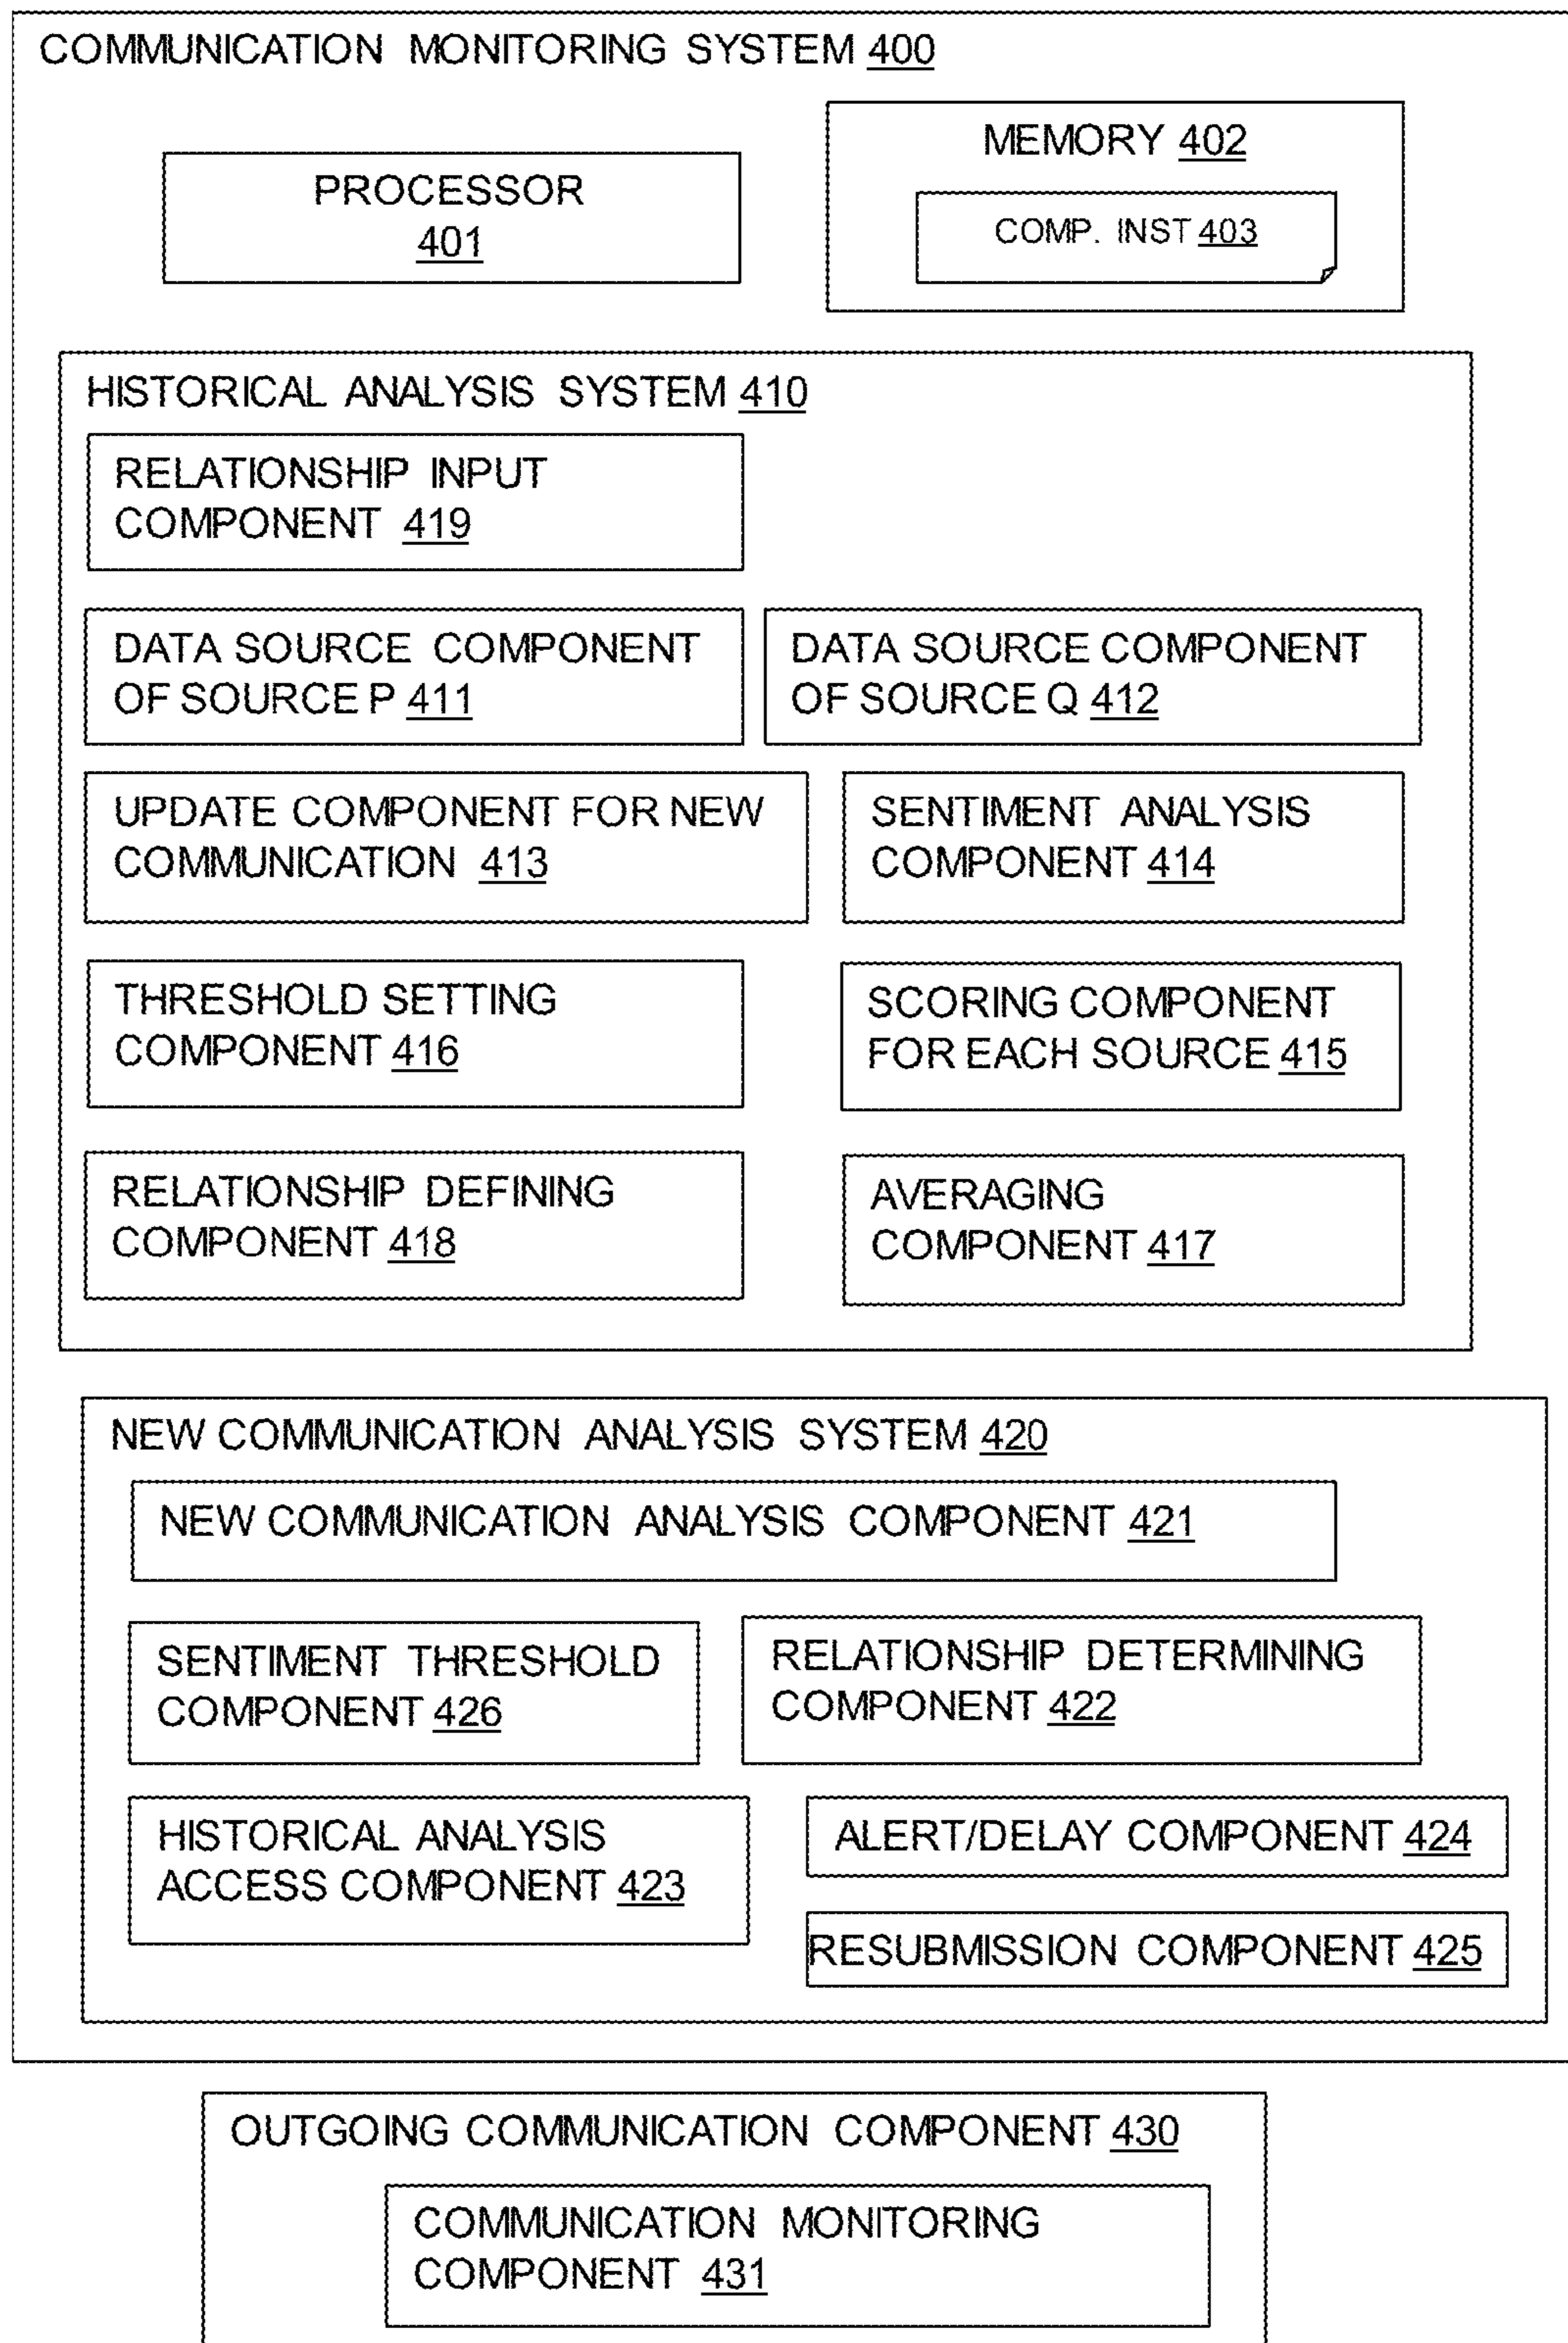 COMMUNICATION MONITORING SYSTEM 400
PROCESSOR
401
MEMORY 402
COMP. INST 403
HISTORICAL ANALYSIS SYSTEM 410
RELATIONSHIP INPUT
COMPONENT 419
DATA SOURCE COMPONENT
OF SOURCE P 411
DATA SOURCE COMPONENT
OF SOURCE Q 412
UPDATE COMPONENT FOR NEW
COMMUNICATION 413
SENTIMENT ANALYSIS
COMPONENT 414
THRESHOLD SETTING
COMPONENT 416
SCORING COMPONENT
FOR EACH SOURCE 415
RELATIONSHIP DEFINING
COMPONENT 418
AVERAGING
COMPONENT 417
NEW COMMUNICATION ANALYSIS SYSTEM 420
NEW COMMUNICATION ANALYSIS COMPONENT 421
SENTIMENT THRESHOLD
COMPONENT 426
RELATIONSHIP DETERMINING
COMPONENT 422
HISTORICAL ANALYSIS
ACCESS COMPONENT 423
ALERT/DELAY COMPONENT 424
RESUBMISSION COMPONENT 425
OUTGOING COMMUNICATION COMPONENT 430
COMMUNICATION MONITORING
COMPONENT 431